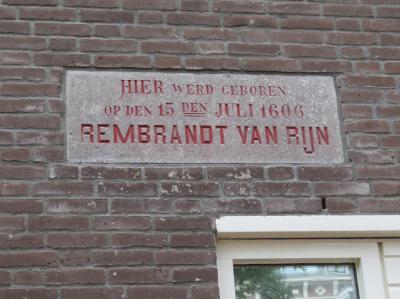 HIER WERD GEBOREN
OP DEN 15 DEN JULI 1606
REMBRANDT VAN RIJN